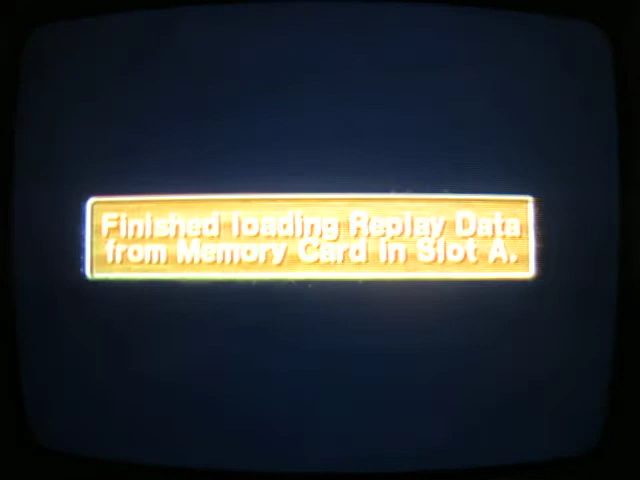 Finished loading Replay Data
from Memory Card in Slot A.